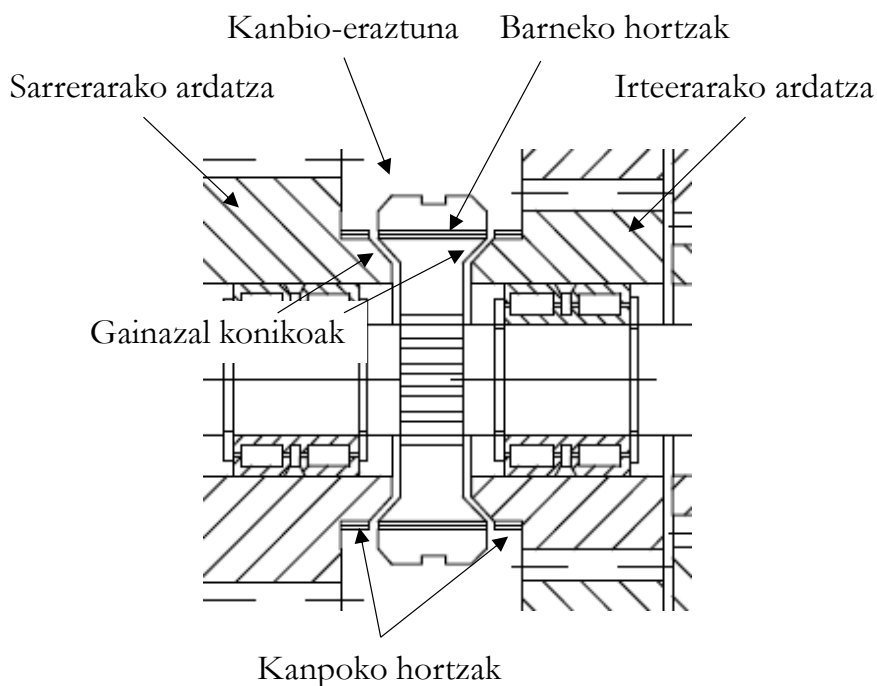 Kanbio-eraztuna
Barneko hortzak
Sarrerarako ardatza
Irteerarako ardatza
Gainazal konikoak
Kanpoko hortzak